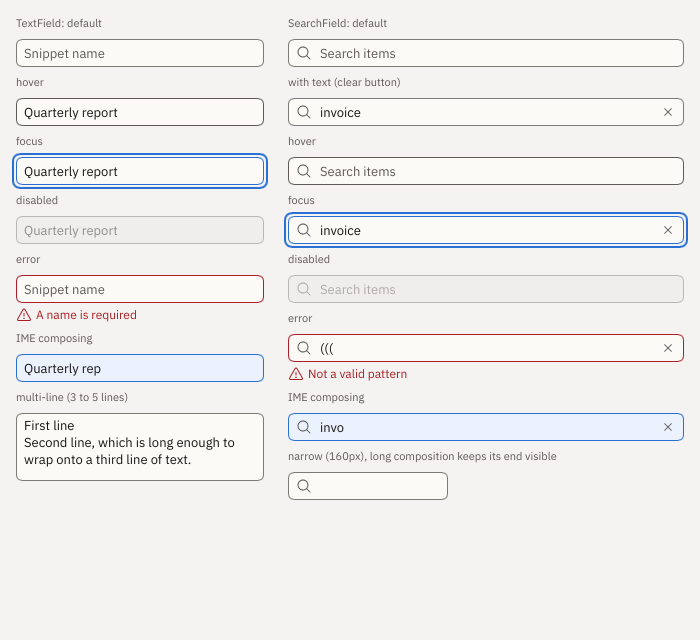 TextField: default
Snippet name
hover
Quarterly report
focus
Quarterly report
disabled
Quarterly report
error
Snippet name
A name is required
IME composing
Quarterly rep
multi-line (3 to 5 lines)
First line
Second line, which is long enough to
wrap onto a third line of text.
SearchField: default
Search items
with text (clear button)
invoice
hover
Search items
focus
invoice
disabled
Search items
error
(((
Not a valid pattern
IME composing
invo
narrow (160px), long composition keeps its end visible